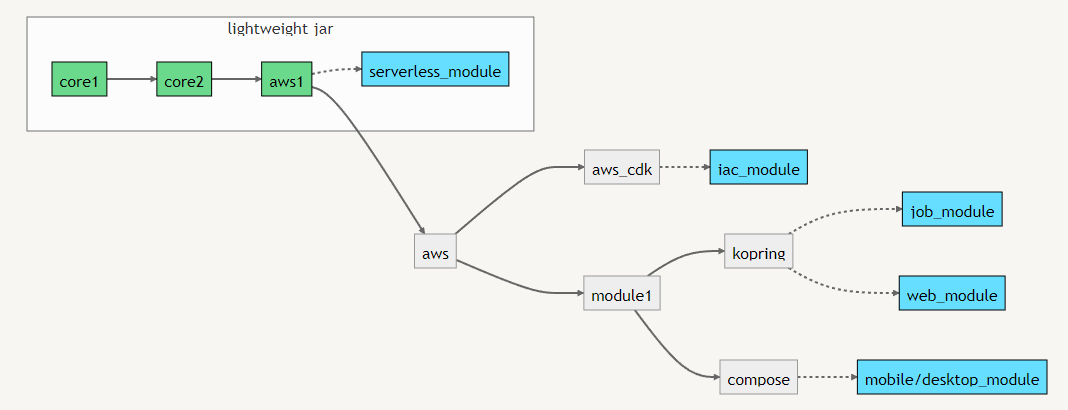 lightweight jar
core1
core2
aws1
serverless_module
aws_cdk
iac_module
job_module
aws
kopring
module1
web_module
compose
mobile/desktop_module